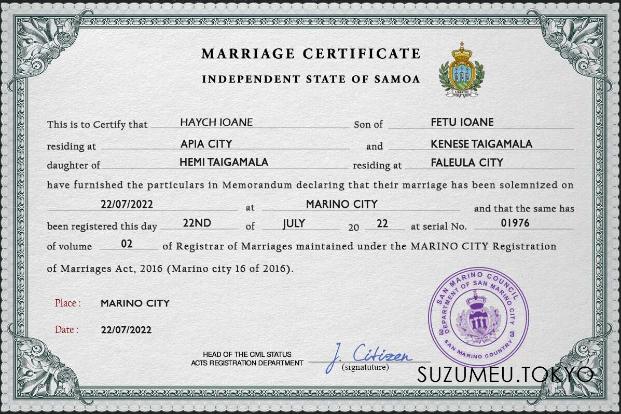 MARRIAGE CERTIFICATE
INDEPENDENT STATE OF SAMOA
This is to Certify that HAYCH IOANE Son of FETU IOANE
residing at APIA CITY and KENESE TAIGAMALA
daughter of HEMI TAIGAMALA residing at FALEULA CITY
have furnished the particulars in Memorandum declaring that their marriage has been solemnized on
22/07/2022 at MARINO CITY and that the same has
been registered this day 22ND of JULY 20 22 at serial No. 01976
of volume 02 of Registrar of Marriages maintained under the MARINO CITY Registration
of Marriages Act, 2016 (Marino city 16 of 2016).
Place : MARINO CITY
Date : 22/07/2022
SAN MARINO COUNCIL
DEPARTMENT OF SAN MARINO CITY
SAN MARINO COUNTRY
HEAD OF THE CIVIL STATUS
ACTS REGISTRATION DEPARTMENT
J. Citizen
(signafuture)
SUZUMEU.TOKYO